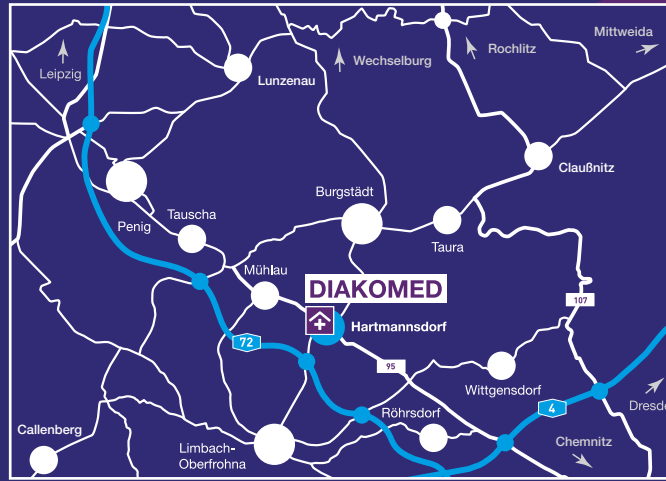 Mittweida
Rochlitz
Wechselburg
Leipzig
Lunzenau
Claußnitz
Burgstädt
Penig
Tauscha
Taura
Mühlau
DIAKOMED
107
Hartmannsdorf
72
95
Wittgensdorf
4
Dresde
Röhrsdorf
Callenberg
Limbach-
Oberfrohna
Chemnitz